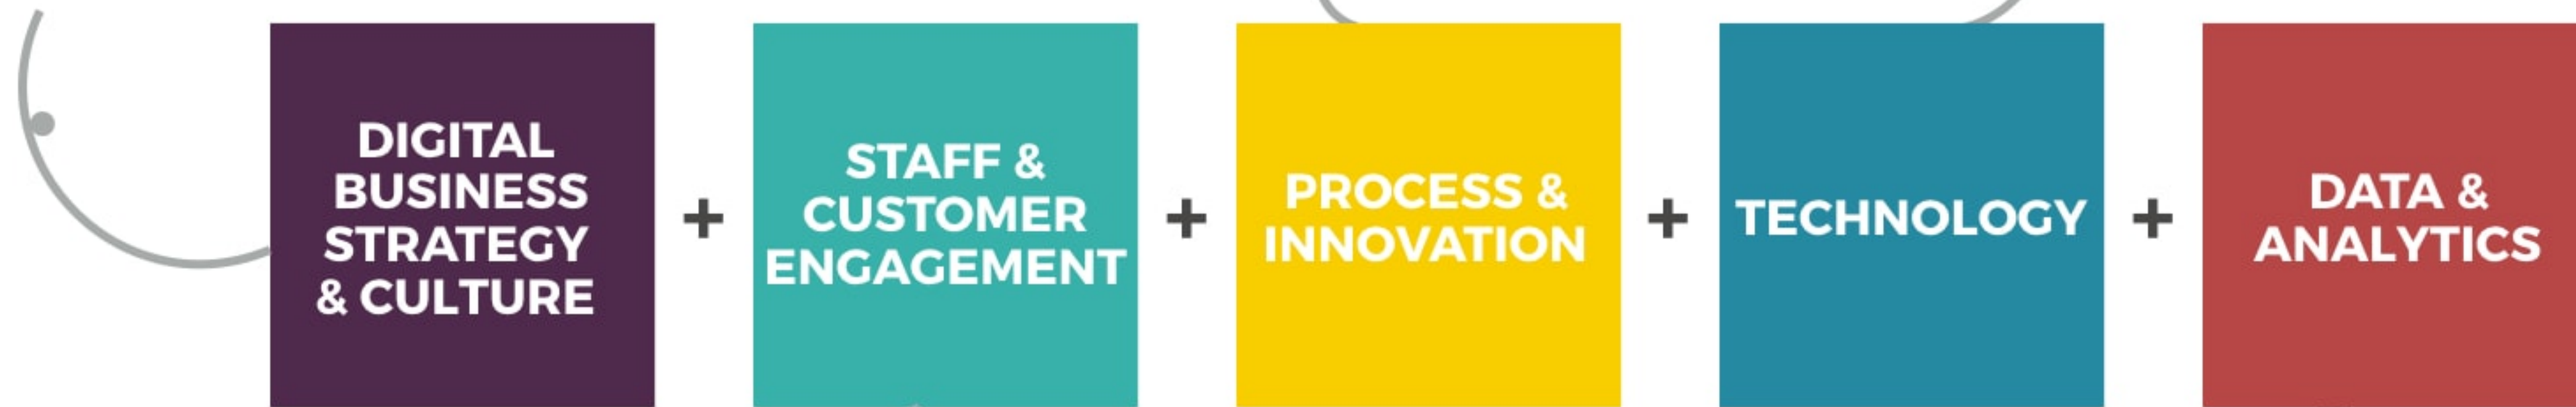 DIGITAL
BUSINESS
STRATEGY
& CULTURE
+
STAFF &
CUSTOMER
ENGAGEMENT
+
PROCESS &
INNOVATION
+
TECHNOLOGY
+
DATA &
ANALYTICS